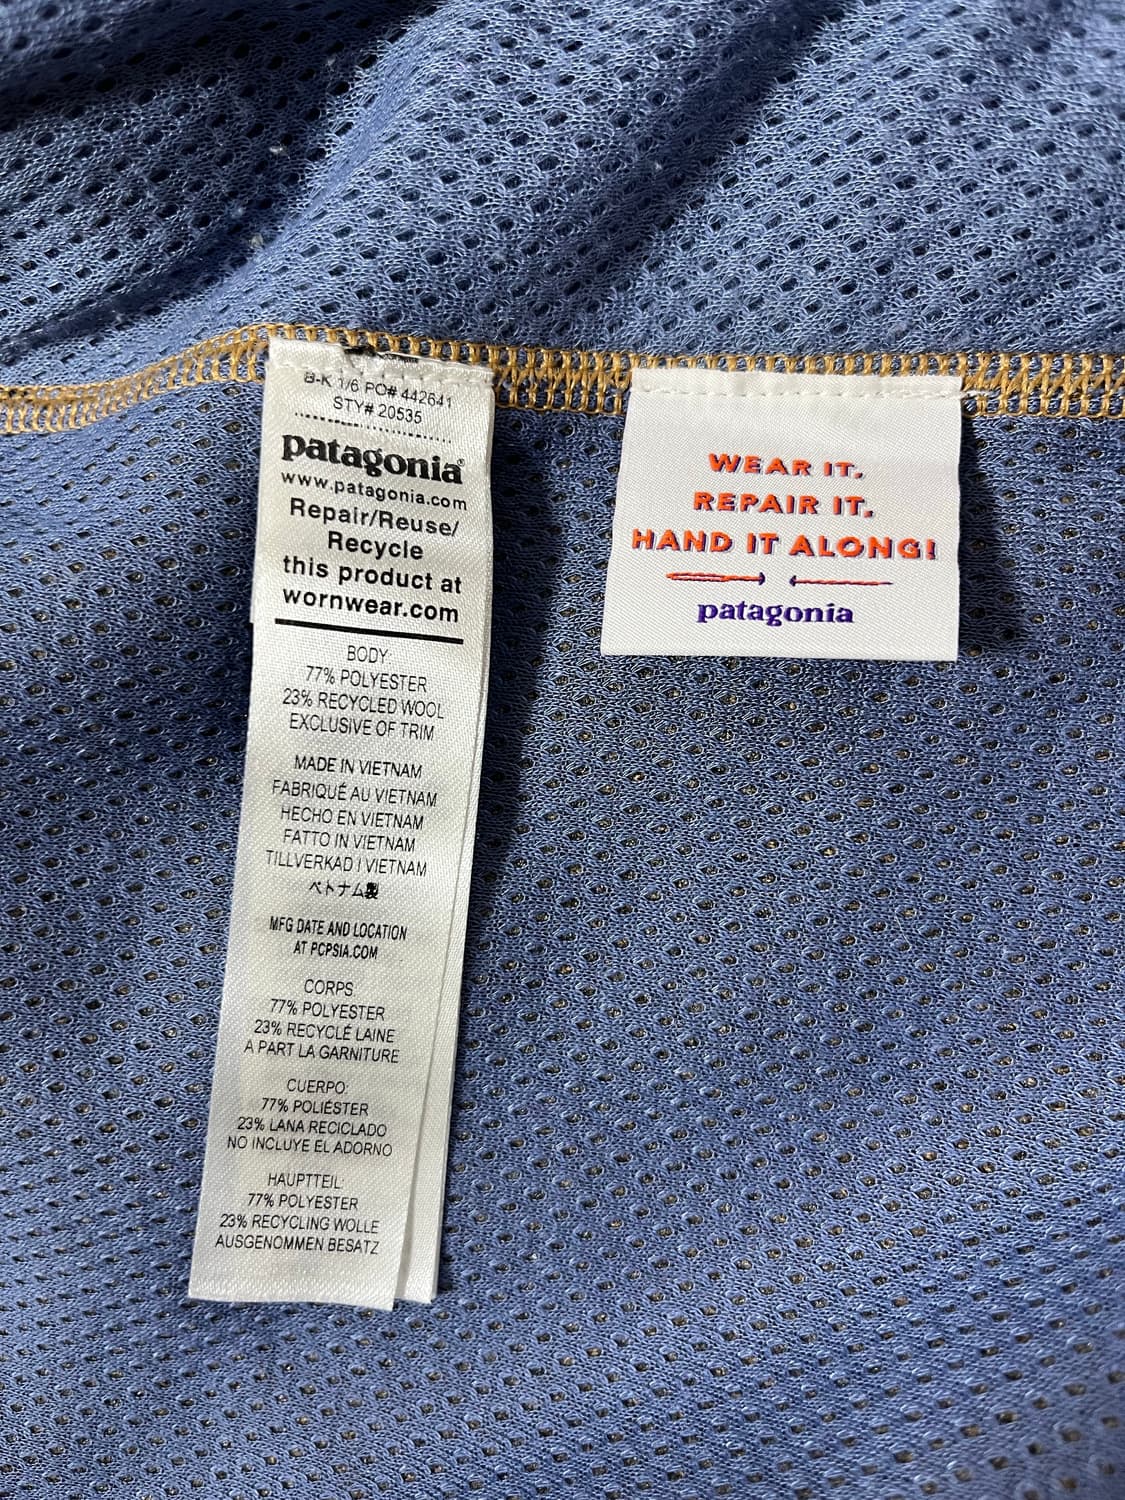 B-K 1/6 PO# 442641
STY# 20535
patagonia®
www.patagonia.com
Repair/Reuse/
Recycle
this product at
wornwear.com
BODY:
77% POLYESTER
23% RECYCLED WOOL
EXCLUSIVE OF TRIM
MADE IN VIETNAM
FABRIQUÉ AU VIETNAM
HECHO EN VIETNAM
FATTO IN VIETNAM
TILLVERKAD I VIETNAM
ベトナム製
MFG DATE AND LOCATION
AT PCPSIA.COM
CORPS
77% POLYESTER
23% RECYCLÉ LAINE
A PART LA GARNITURE
CUERPO:
77% POLIÉSTER
23% LANA RECICLADO
NO INCLUYE EL ADORNO
HAUPTTEIL:
77% POLYESTER
23% RECYCLING WOLLE
AUSGENOMMEN BESATZ
WEAR IT.
REPAIR IT.
HAND IT ALONG!
patagonia